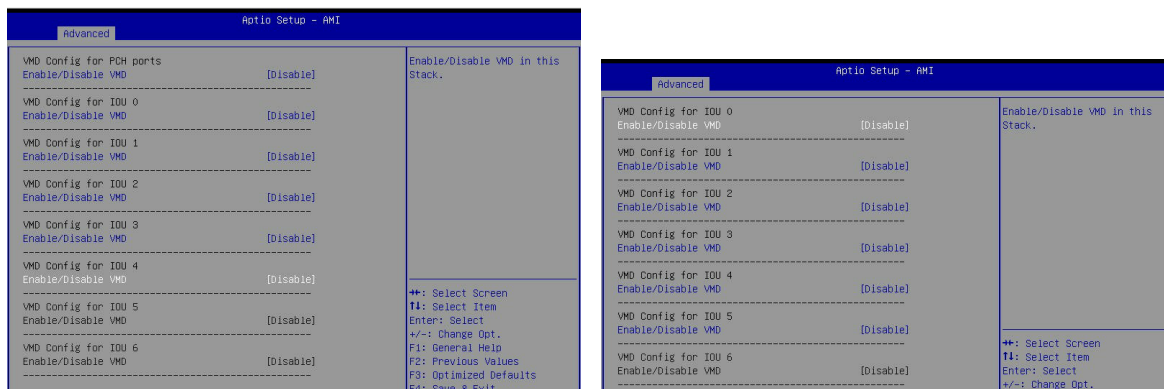 Aptio Setup – AMI
Advanced
VMD Config for PCH ports
Enable/Disable VMD [Disable]
VMD Config for IOU 0
Enable/Disable VMD [Disable]
VMD Config for IOU 1
Enable/Disable VMD [Disable]
VMD Config for IOU 2
Enable/Disable VMD [Disable]
VMD Config for IOU 3
Enable/Disable VMD [Disable]
VMD Config for IOU 4
Enable/Disable VMD [Disable]
VMD Config for IOU 5
Enable/Disable VMD [Disable]
VMD Config for IOU 6
Enable/Disable VMD [Disable]
Enable/Disable VMD in this
Stack.
→←: Select Screen
↑↓: Select Item
Enter: Select
+/-: Change Opt.
F1: General Help
F2: Previous Values
F3: Optimized Defaults
F4: Save & Exit
Aptio Setup – AMI
Advanced
VMD Config for IOU 0
Enable/Disable VMD [Disable]
VMD Config for IOU 1
Enable/Disable VMD [Disable]
VMD Config for IOU 2
Enable/Disable VMD [Disable]
VMD Config for IOU 3
Enable/Disable VMD [Disable]
VMD Config for IOU 4
Enable/Disable VMD [Disable]
VMD Config for IOU 5
Enable/Disable VMD [Disable]
VMD Config for IOU 6
Enable/Disable VMD [Disable]
Enable/Disable VMD in this
Stack.
→←: Select Screen
↑↓: Select Item
Enter: Select
+/-: Change Opt.